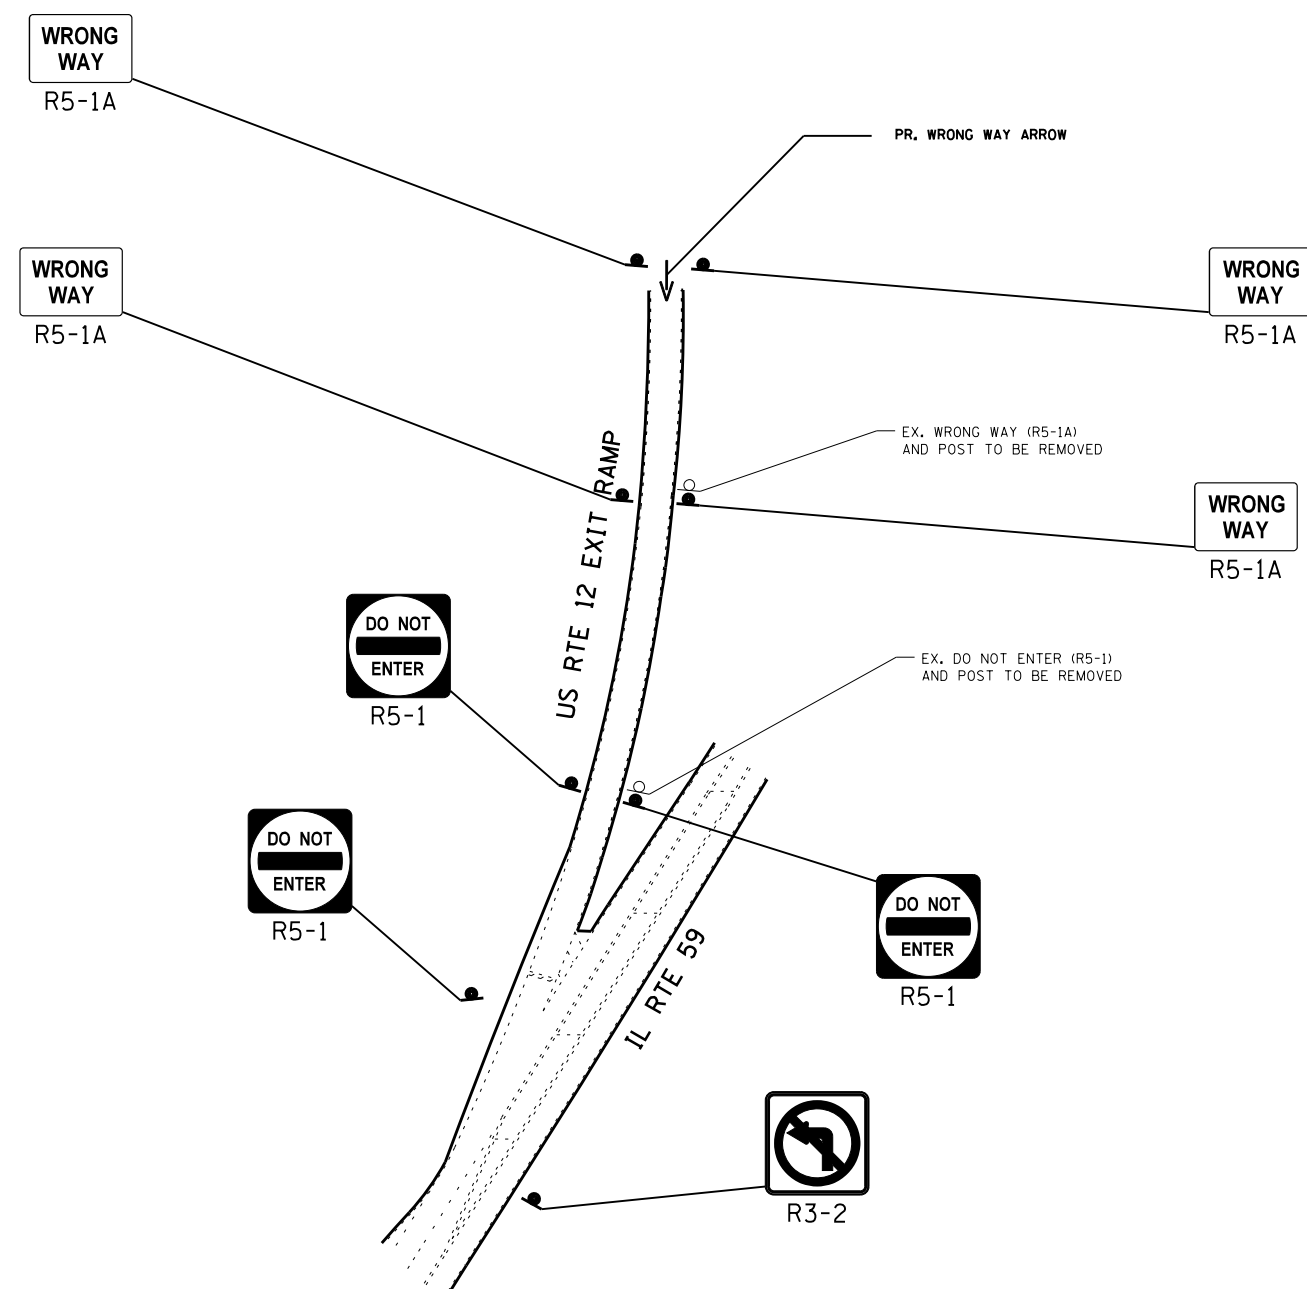 WRONG
WAY
R5-1A
PR. WRONG WAY ARROW
WRONG
WAY
R5-1A
WRONG
WAY
R5-1A
EX. WRONG WAY (R5-1A)
AND POST TO BE REMOVED
WRONG
WAY
R5-1A
US RTE 12 EXIT RAMP
DO NOT
ENTER
R5-1
EX. DO NOT ENTER (R5-1)
AND POST TO BE REMOVED
DO NOT
ENTER
R5-1
DO NOT
ENTER
R5-1
IL RTE 59
R3-2